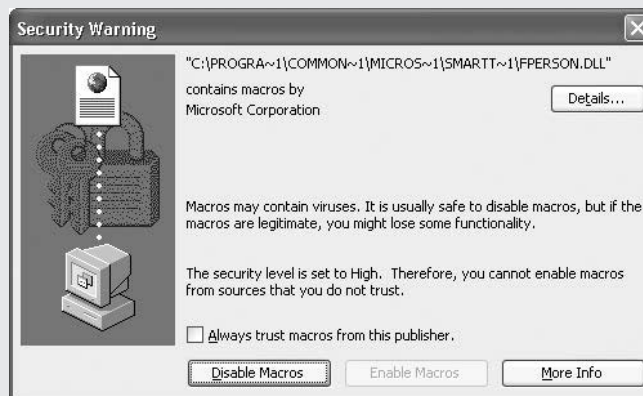 Security Warning
"C:\PROGRA~1\COMMON~1\MICROS~1\SMARTT~1\FPERSON.DLL"
contains macros by
Microsoft Corporation
Details...
Macros may contain viruses. It is usually safe to disable macros, but if the
macros are legitimate, you might lose some functionality.
The security level is set to High. Therefore, you cannot enable macros
from sources that you do not trust.
Always trust macros from this publisher.
Disable Macros
Enable Macros
More Info